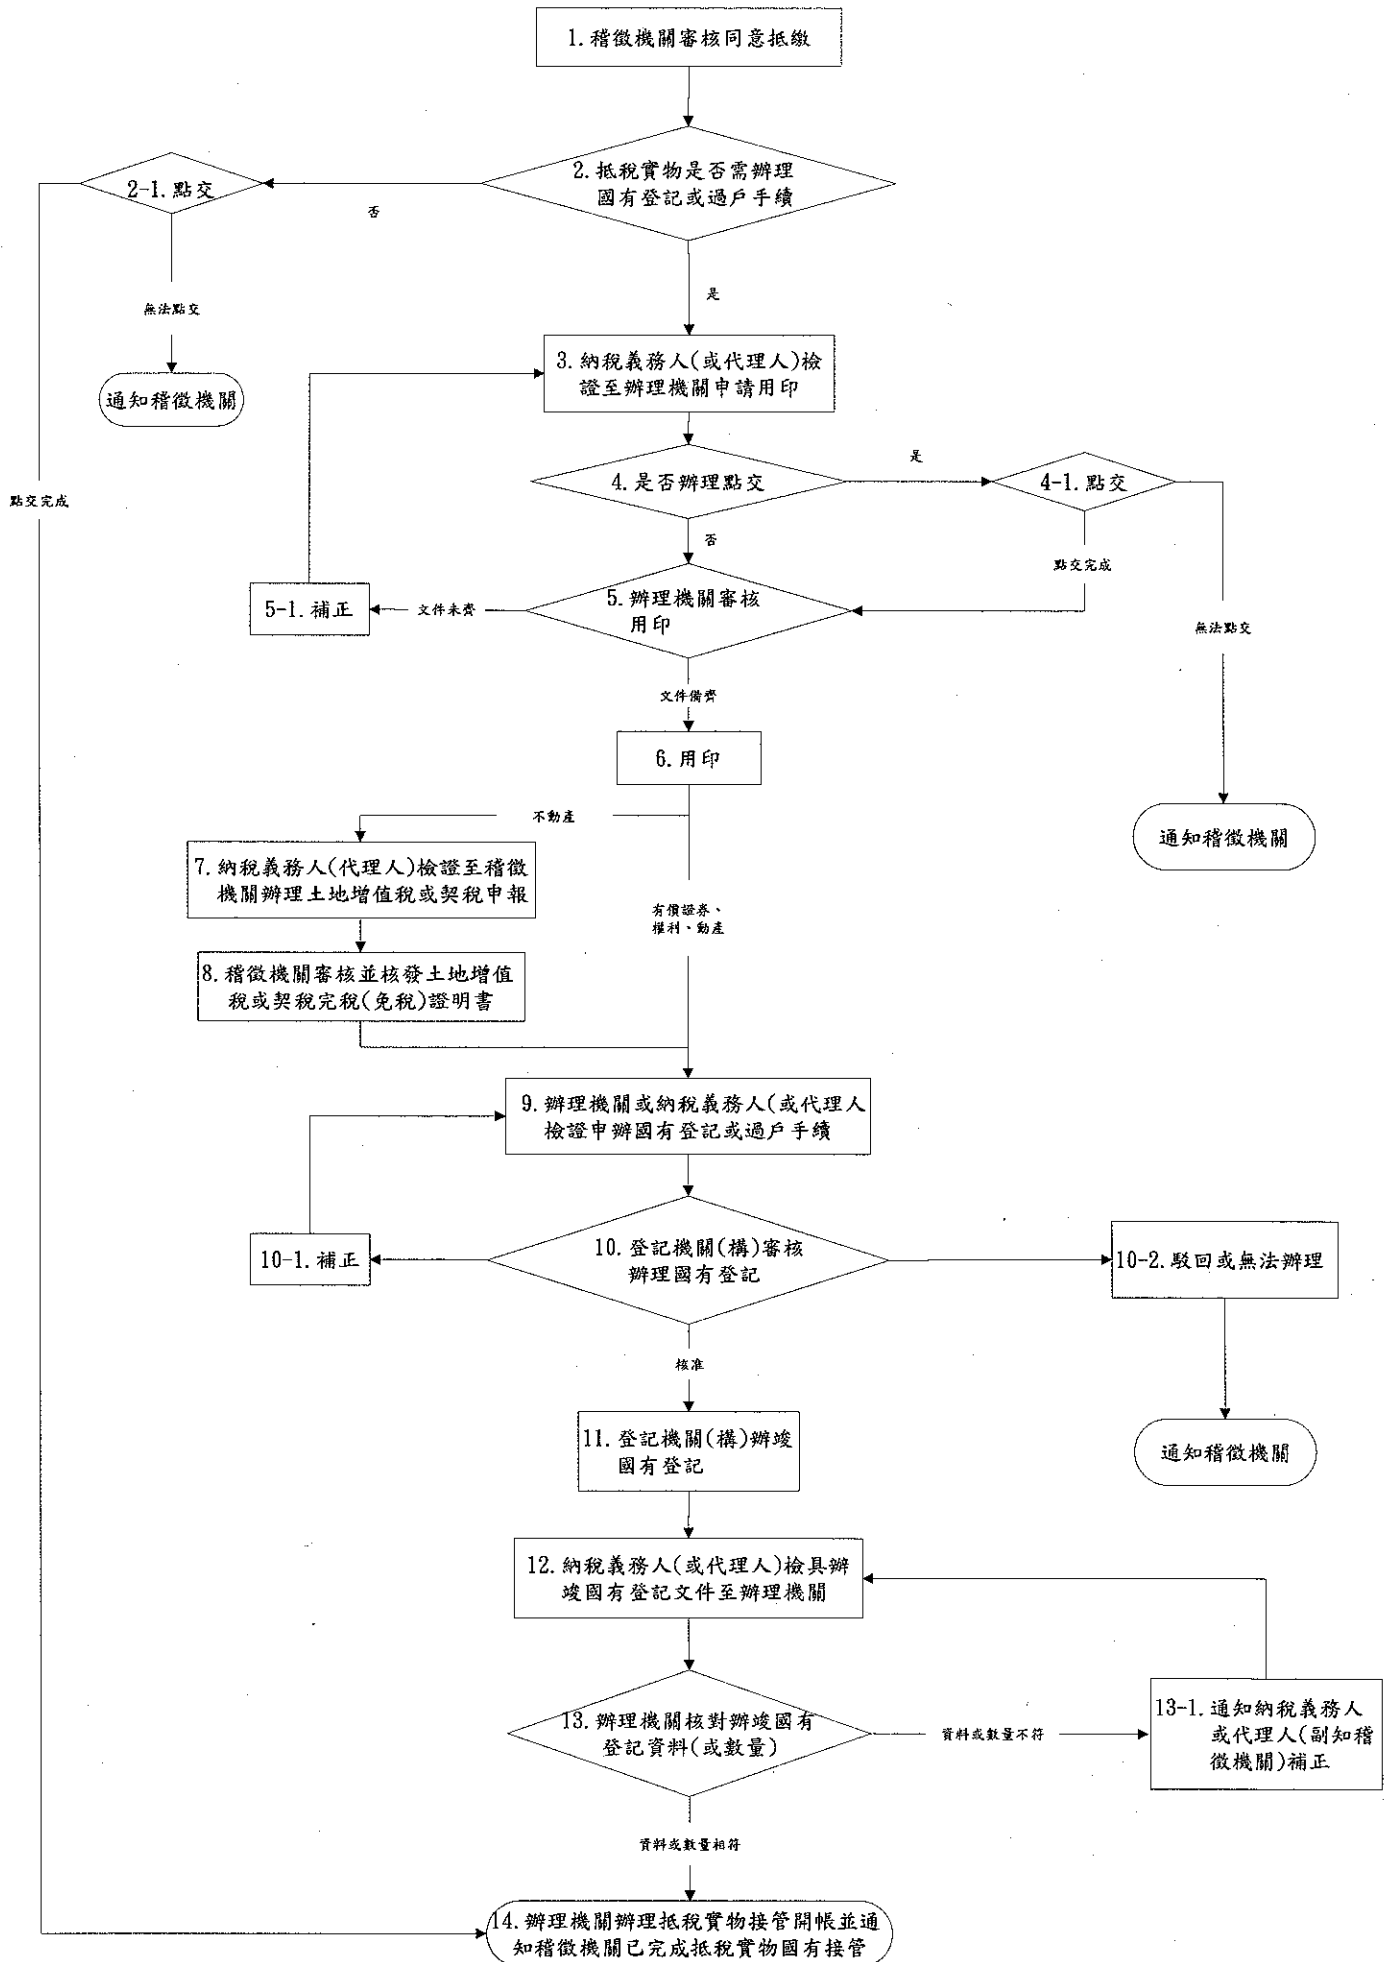 1.稽徵機關審核同意抵繳
2.抵稅實物是否需辦理
國有登記或過戶手續
2-1.點交
否
是
無法點交
通知稽徵機關
點交完成
3.納稅義務人(或代理人)檢
證至辦理機關申請用印
4.是否辦理點交
是
4-1.點交
否
點交完成
無法點交
通知稽徵機關
5.辦理機關審核
用印
文件未齊
5-1.補正
文件備齊
6.用印
不動產
7.納稅義務人(代理人)檢證至稽徵
機關辦理土地增值稅或契稅申報
有價證券、
權利、動產
8.稽徵機關審核並核發土地增值
稅或契稅完稅(免稅)證明書
9.辦理機關或納稅義務人(或代理人
檢證申辦國有登記或過戶手續
10.登記機關(構)審核
辦理國有登記
10-1.補正
10-2.駁回或無法辦理
核准
通知稽徵機關
11.登記機關(構)辦竣
國有登記
12.納稅義務人(或代理人)檢具辦
竣國有登記文件至辦理機關
13.辦理機關核對辦竣國有
登記資料(或數量)
資料或數量不符
13-1.通知納稅義務人
或代理人(副知稽
徵機關)補正
資料或數量相符
14.辦理機關辦理抵稅實物接管開帳並通
知稽徵機關已完成抵稅實物國有接管